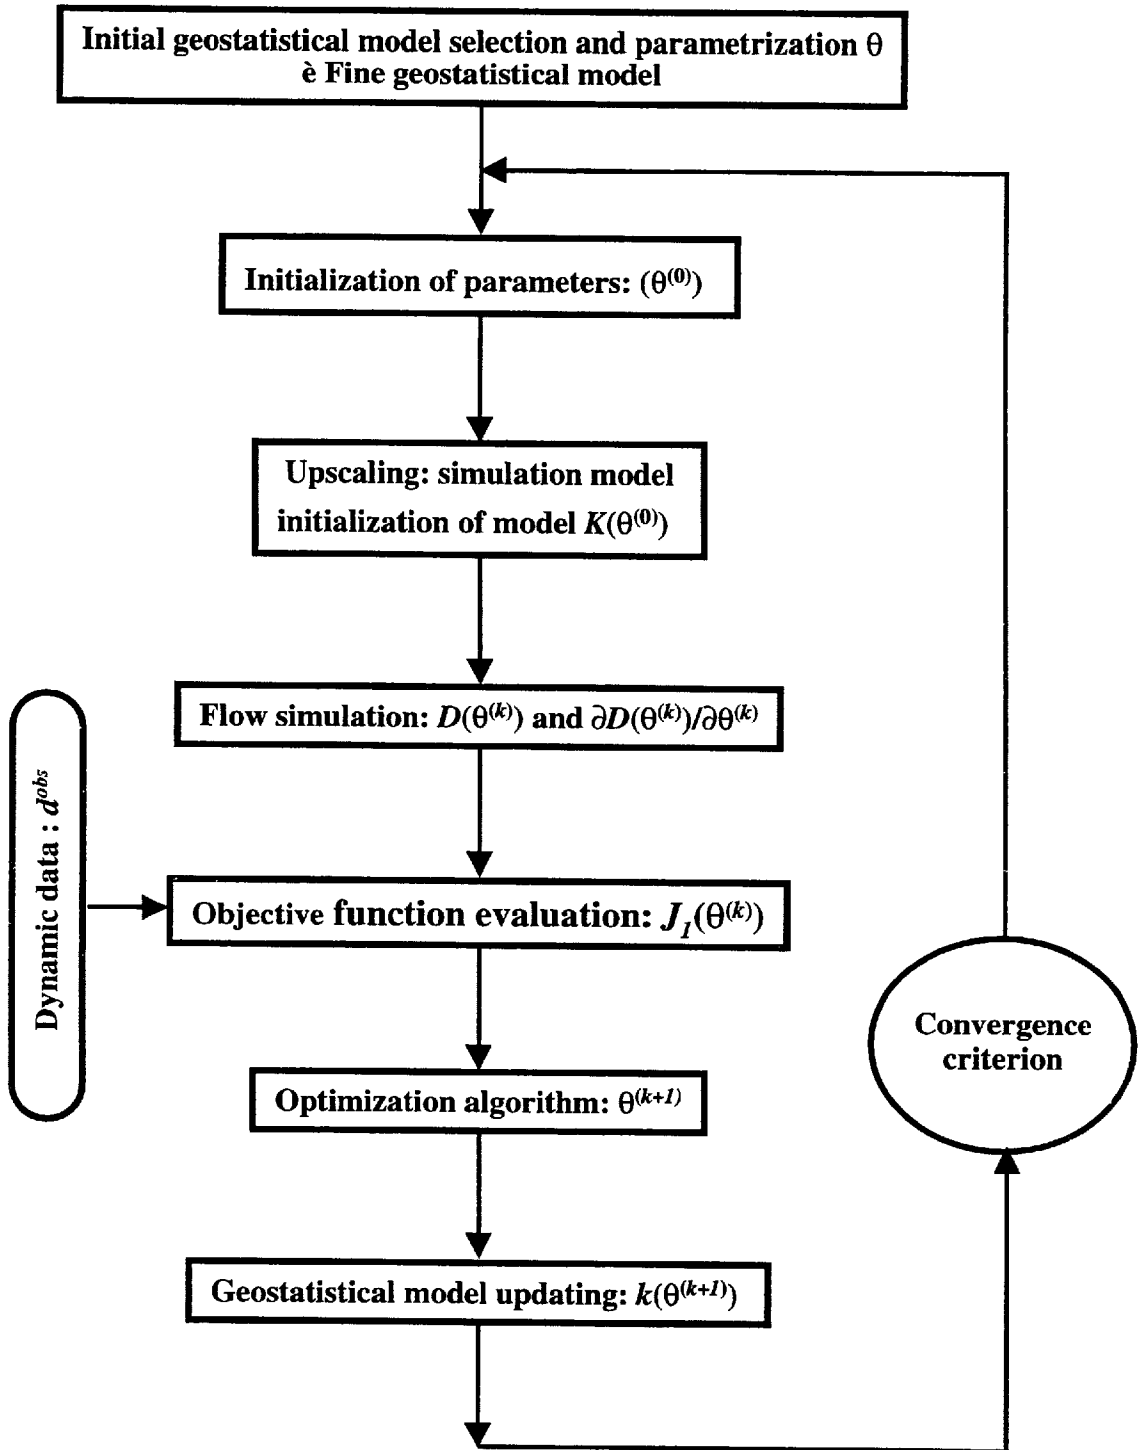 Initial geostatistical model selection and parametrization θ
è Fine geostatistical model
Initialization of parameters: (θ⁽⁰⁾)
Upscaling: simulation model
initialization of model K(θ⁽⁰⁾)
Flow simulation: D(θ⁽ᵏ⁾) and ∂D(θ⁽ᵏ⁾)/∂θ⁽ᵏ⁾
Dynamic data : d^obs
Objective function evaluation: J_I(θ⁽ᵏ⁾)
Convergence
criterion
Optimization algorithm: θ⁽ᵏ⁺¹⁾
Geostatistical model updating: k(θ⁽ᵏ⁺¹⁾)